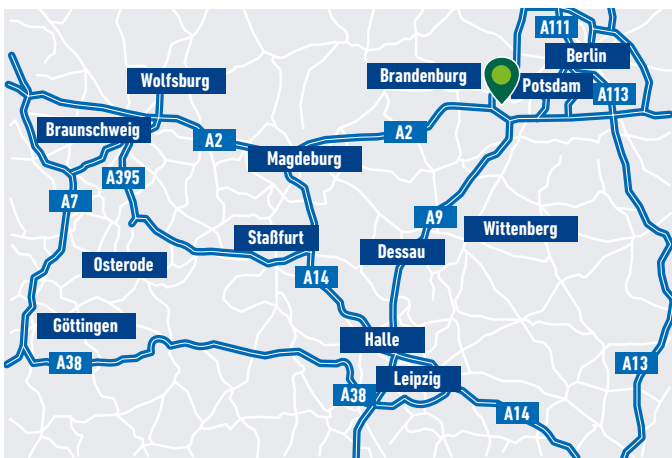 A111
Berlin
Wolfsburg
Brandenburg
Potsdam
A113
Braunschweig
A2
A2
Magdeburg
A395
A7
A9
Wittenberg
Staßfurt
Dessau
Osterode
A14
Göttingen
Halle
A38
A13
Leipzig
A38
A14